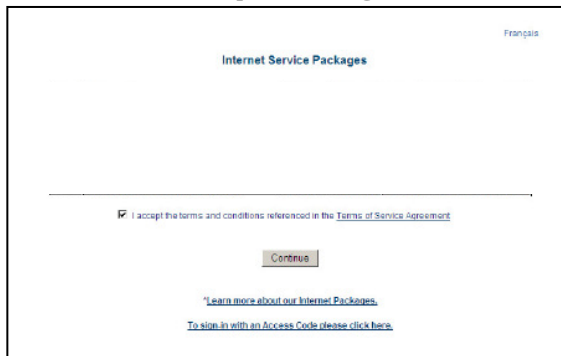 Français
Internet Service Packages
I accept the terms and conditions referenced in the Terms of Service Agreement
Continue
*Learn more about our Internet Packages.
To sign-in with an Access Code please click here.